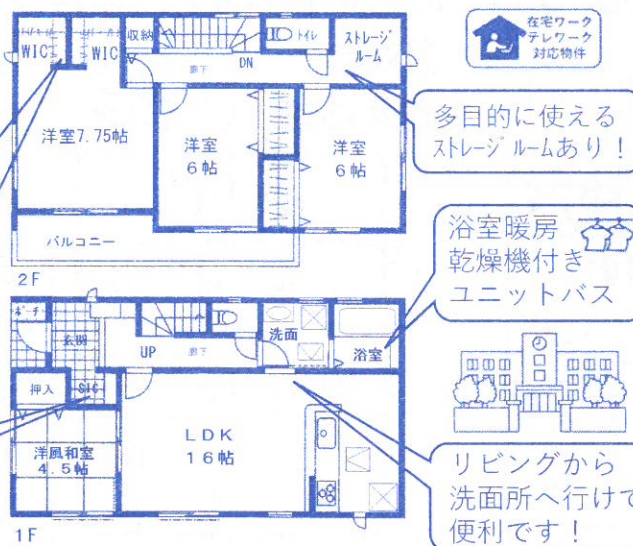 WIC
WIC
収納
トイレ
ストレージ
ルーム
廊下
DN
洋室7.75帖
洋室
6帖
洋室
6帖
バルコニー
2F
在宅ワーク
テレワーク
対応物件
多目的に使える
ストレージルームあり!
浴室暖房
乾燥機付き
ユニットバス
ポーチ
玄関
UP
廊下
洗面
浴室
押入
SIC
洋風和室
4.5帖
LDK
16帖
1F
リビングから
洗面所へ行けて
便利です!